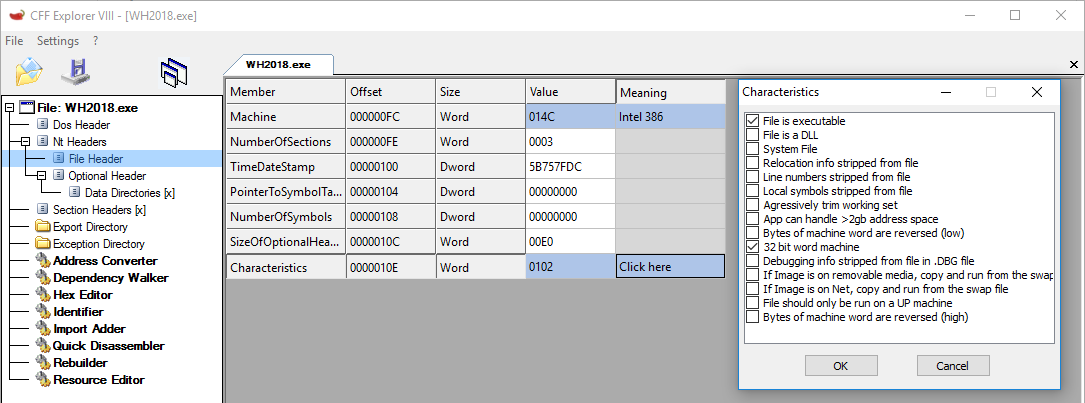 CFF Explorer VIII - [WH2018.exe]
File Settings ?
WH2018.exe
File: WH2018.exe
Dos Header
Nt Headers
File Header
Optional Header
Data Directories [x]
Section Headers [x]
Export Directory
Exception Directory
Address Converter
Dependency Walker
Hex Editor
Identifier
Import Adder
Quick Disassembler
Rebuilder
Resource Editor
Member Offset Size Value Meaning
Machine 000000FC Word 014C Intel 386
NumberOfSections 000000FE Word 0003
TimeDateStamp 00000100 Dword 5B757FDC
PointerToSymbolTa... 00000104 Dword 00000000
NumberOfSymbols 00000108 Dword 00000000
SizeOfOptionalHea... 0000010C Word 00E0
Characteristics 0000010E Word 0102 Click here
Characteristics
File is executable
File is a DLL
System File
Relocation info stripped from file
Line numbers stripped from file
Local symbols stripped from file
Agressively trim working set
App can handle >2gb address space
Bytes of machine word are reversed (low)
32 bit word machine
Debugging info stripped from file in .DBG file
If Image is on removable media, copy and run from the swap
If Image is on Net, copy and run from the swap file
File should only be run on a UP machine
Bytes of machine word are reversed (high)
OK Cancel